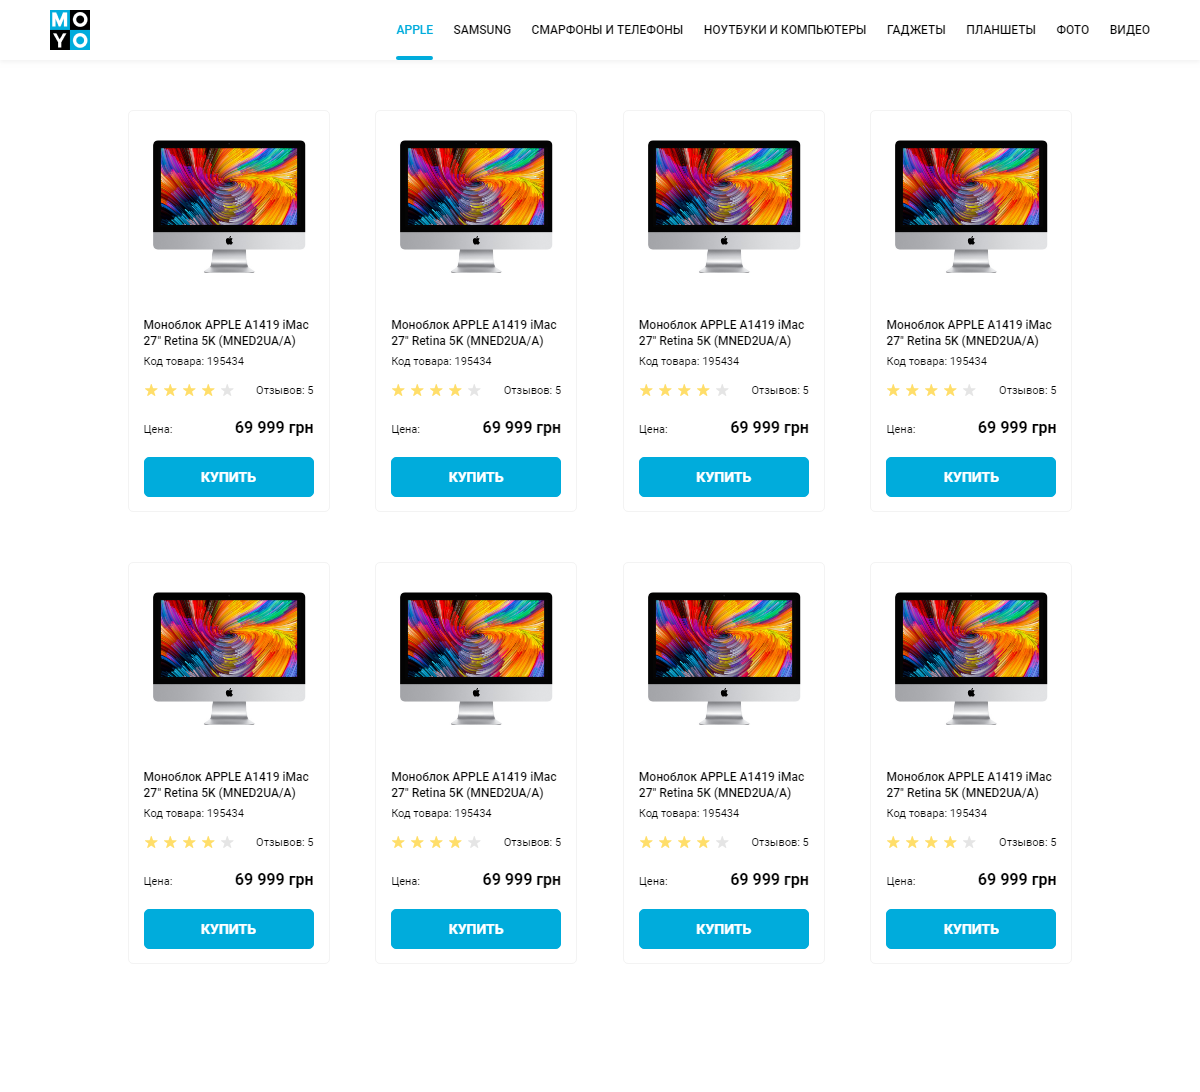 MO
YO
APPLE SAMSUNG СМАРФОНЫ И ТЕЛЕФОНЫ НОУТБУКИ И КОМПЬЮТЕРЫ ГАДЖЕТЫ ПЛАНШЕТЫ ФОТО ВИДЕО
Моноблок APPLE A1419 iMac
27" Retina 5K (MNED2UA/A)
Код товара: 195434
Отзывов: 5
Цена: 69 999 грн
КУПИТЬ
Моноблок APPLE A1419 iMac
27" Retina 5K (MNED2UA/A)
Код товара: 195434
Отзывов: 5
Цена: 69 999 грн
КУПИТЬ
Моноблок APPLE A1419 iMac
27" Retina 5K (MNED2UA/A)
Код товара: 195434
Отзывов: 5
Цена: 69 999 грн
КУПИТЬ
Моноблок APPLE A1419 iMac
27" Retina 5K (MNED2UA/A)
Код товара: 195434
Отзывов: 5
Цена: 69 999 грн
КУПИТЬ
Моноблок APPLE A1419 iMac
27" Retina 5K (MNED2UA/A)
Код товара: 195434
Отзывов: 5
Цена: 69 999 грн
КУПИТЬ
Моноблок APPLE A1419 iMac
27" Retina 5K (MNED2UA/A)
Код товара: 195434
Отзывов: 5
Цена: 69 999 грн
КУПИТЬ
Моноблок APPLE A1419 iMac
27" Retina 5K (MNED2UA/A)
Код товара: 195434
Отзывов: 5
Цена: 69 999 грн
КУПИТЬ
Моноблок APPLE A1419 iMac
27" Retina 5K (MNED2UA/A)
Код товара: 195434
Отзывов: 5
Цена: 69 999 грн
КУПИТЬ